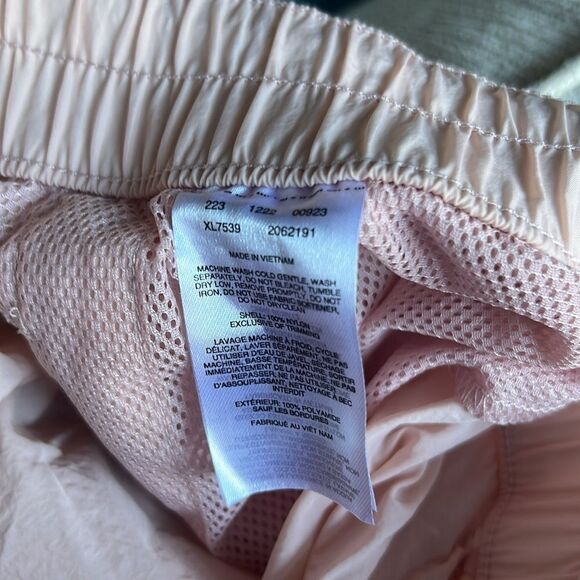 223 1222 00923
XL7539 2062191
MADE IN VIETNAM
MACHINE WASH COLD GENTLE, WASH
SEPARATELY, DO NOT BLEACH, TUMBLE
DRY LOW, REMOVE PROMPTLY, DO NOT
IRON, DO NOT USE FABRIC SOFTENER,
DO NOT DRYCLEAN
SHELL: 100% NYLON
EXCLUSIVE OF TRIMMING
LAVAGE MACHINE À FROID, CYCLE
DÉLICAT, LAVER SÉPARÉMENT, NE PAS
UTILISER D'EAU DE JAVEL, SÉCHAGE
MACHINE, BASSE TEMPÉRATURE, RETIRER
IMMÉDIATEMENT DE LA MACHINE, NE PAS
REPASSER, NE PAS UTILISER
D'ASSOUPLISSANT, NETTOYAGE À SEC
INTERDIT
EXTÉRIEUR: 100% POLYAMIDE
SAUF LES BORDURES
FABRIQUÉ AU VIÊT NAM